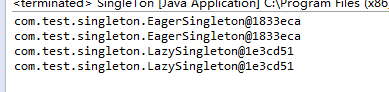 <terminated> SingleTon [Java Application] C:\Program Files (x86
com.test.singleton.EagerSingleton@1833eca
com.test.singleton.EagerSingleton@1833eca
com.test.singleton.LazySingleton@1e3cd51
com.test.singleton.LazySingleton@1e3cd51